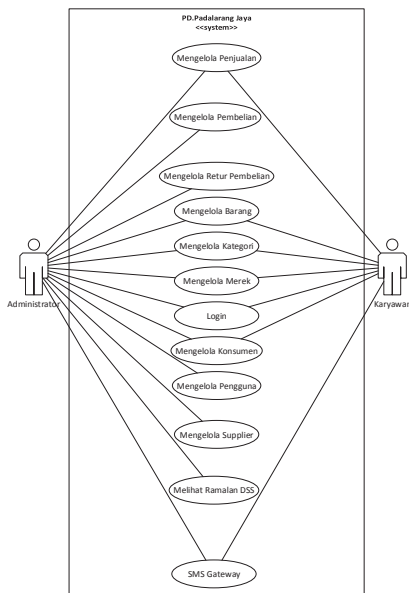 PD.Padalarang Jaya
<<system>>
Mengelola Penjualan
Mengelola Pembelian
Mengelola Retur Pembelian
Mengelola Barang
Mengelola Kategori
Mengelola Merek
Administrator
Karyawan
Login
Mengelola Konsumen
Mengelola Pengguna
Mengelola Supplier
Melihat Ramalan DSS
SMS Gateway